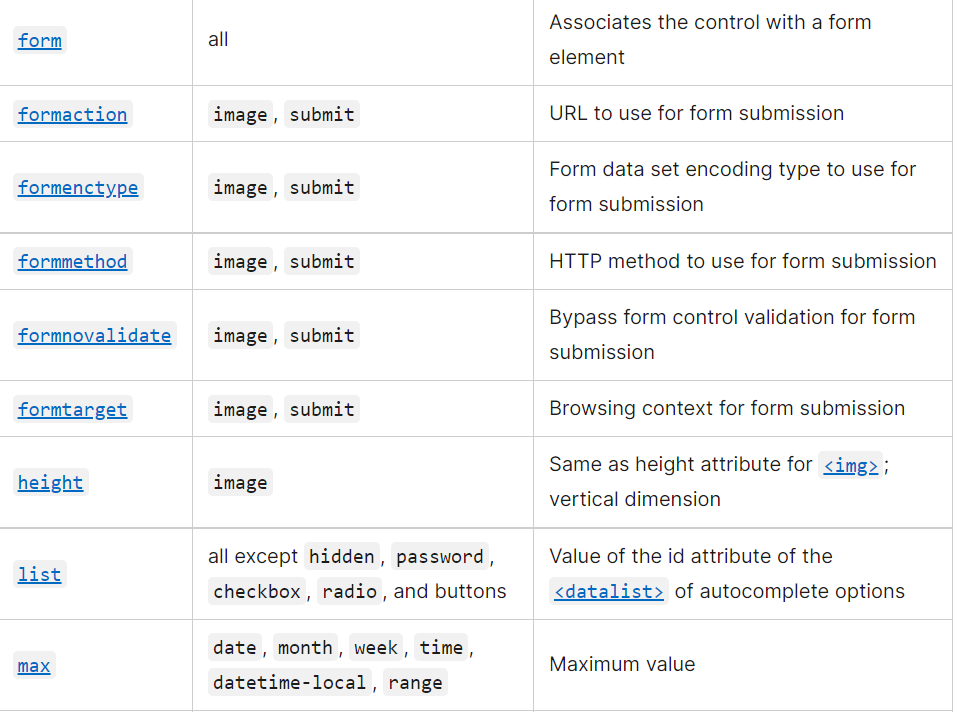 form all Associates the control with a form
element
formaction image, submit URL to use for form submission
formenctype image, submit Form data set encoding type to use for
form submission
formmethod image, submit HTTP method to use for form submission
formnovalidate image, submit Bypass form control validation for form
submission
formtarget image, submit Browsing context for form submission
height image Same as height attribute for <img>;
vertical dimension
list all except hidden, password,
checkbox, radio, and buttons
Value of the id attribute of the
<datalist> of autocomplete options
max date, month, week, time,
datetime-local, range
Maximum value